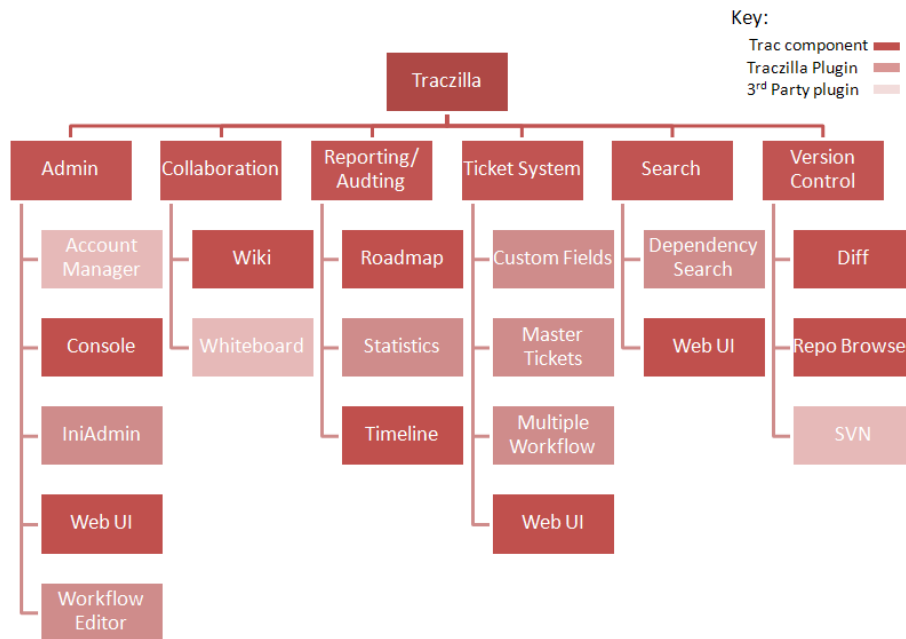 Key:
Trac component
Traczilla Plugin
3rd Party plugin
Traczilla
Admin
Collaboration
Reporting/
Audting
Ticket System
Search
Version
Control
Account
Manager
Console
IniAdmin
Web UI
Workflow
Editor
Wiki
Whiteboard
Roadmap
Statistics
Timeline
Custom Fields
Master
Tickets
Multiple
Workflow
Web UI
Dependency
Search
Web UI
Diff
Repo Browse
SVN